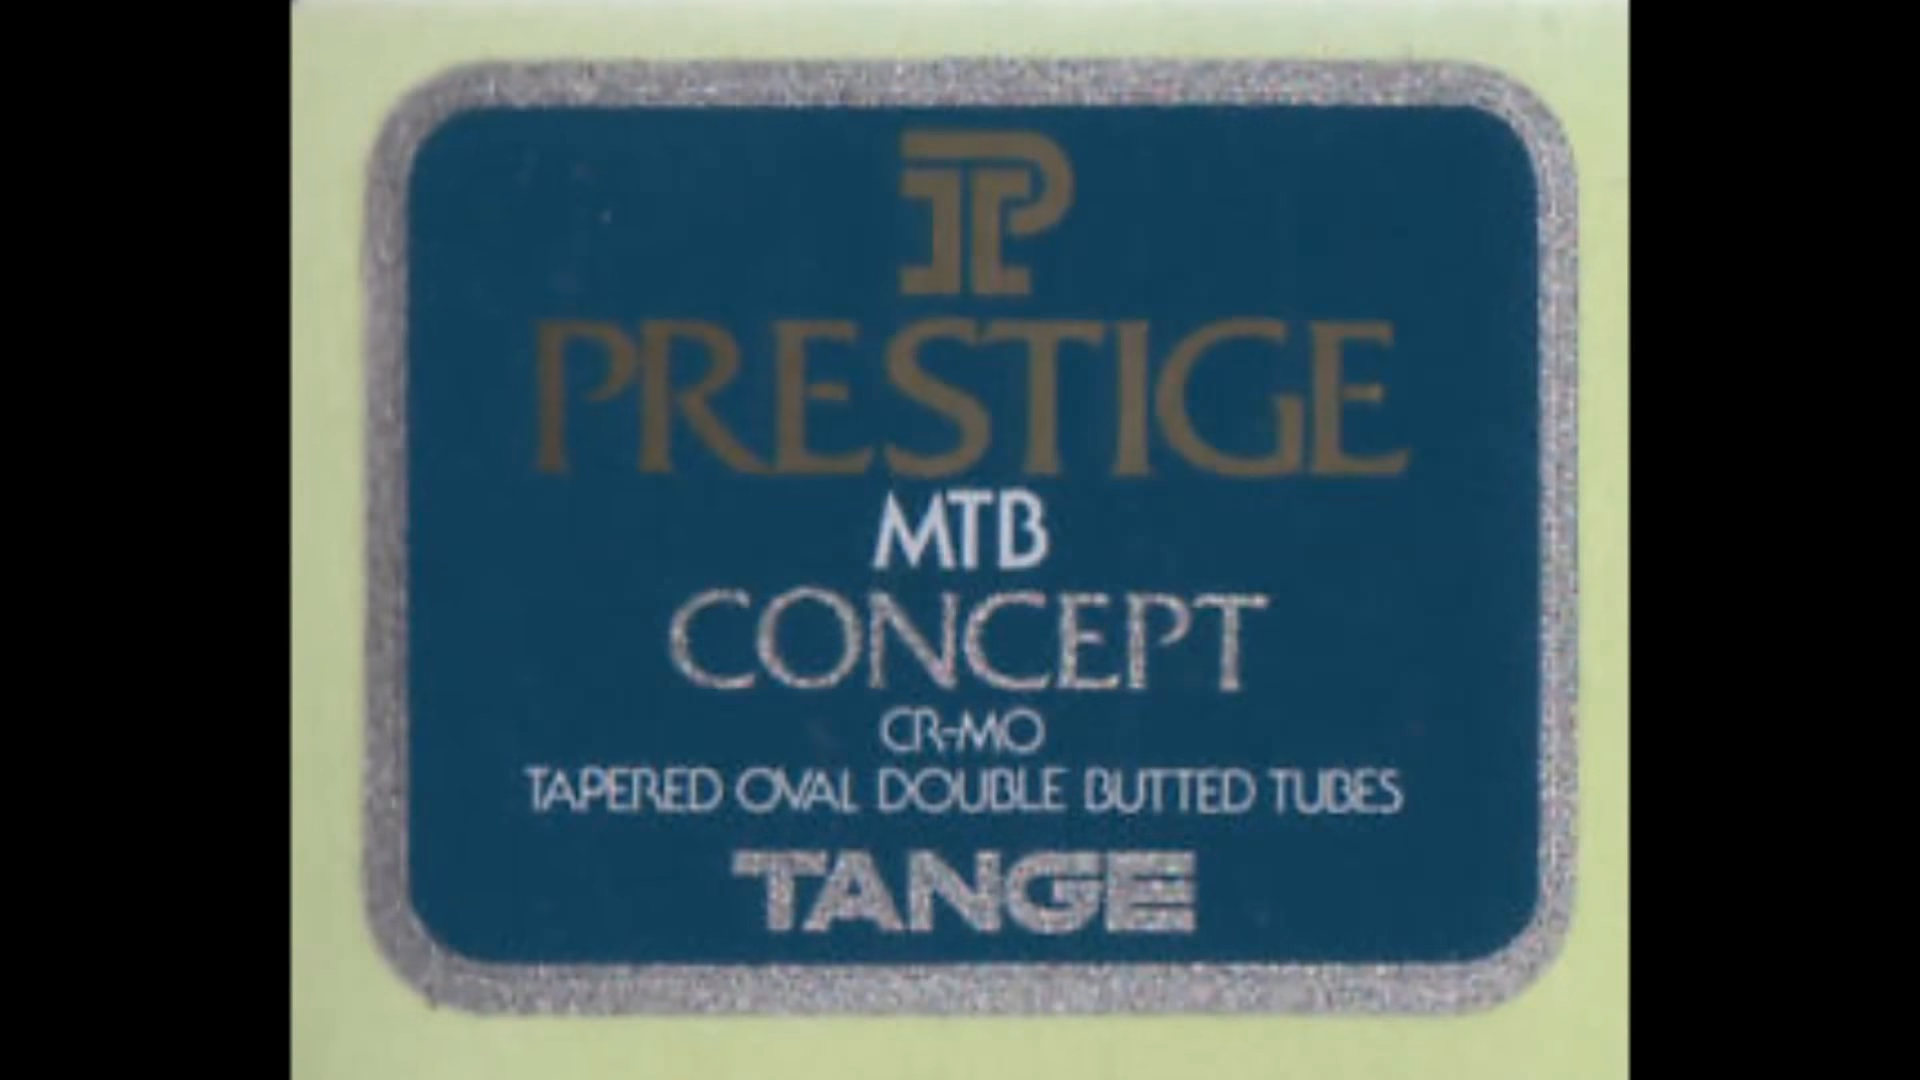 PRESTIGE
MTB
CONCEPT
CR-MO
TAPERED OVAL DOUBLE BUTTED TUBES
TANGE